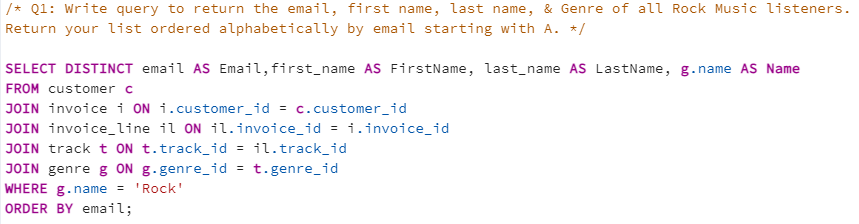 /* Q1: Write query to return the email, first name, last name, & Genre of all Rock Music listeners.
Return your list ordered alphabetically by email starting with A. */
SELECT DISTINCT email AS Email,first_name AS FirstName, last_name AS LastName, g.name AS Name
FROM customer c
JOIN invoice i ON i.customer_id = c.customer_id
JOIN invoice_line il ON il.invoice_id = i.invoice_id
JOIN track t ON t.track_id = il.track_id
JOIN genre g ON g.genre_id = t.genre_id
WHERE g.name = 'Rock'
ORDER BY email;